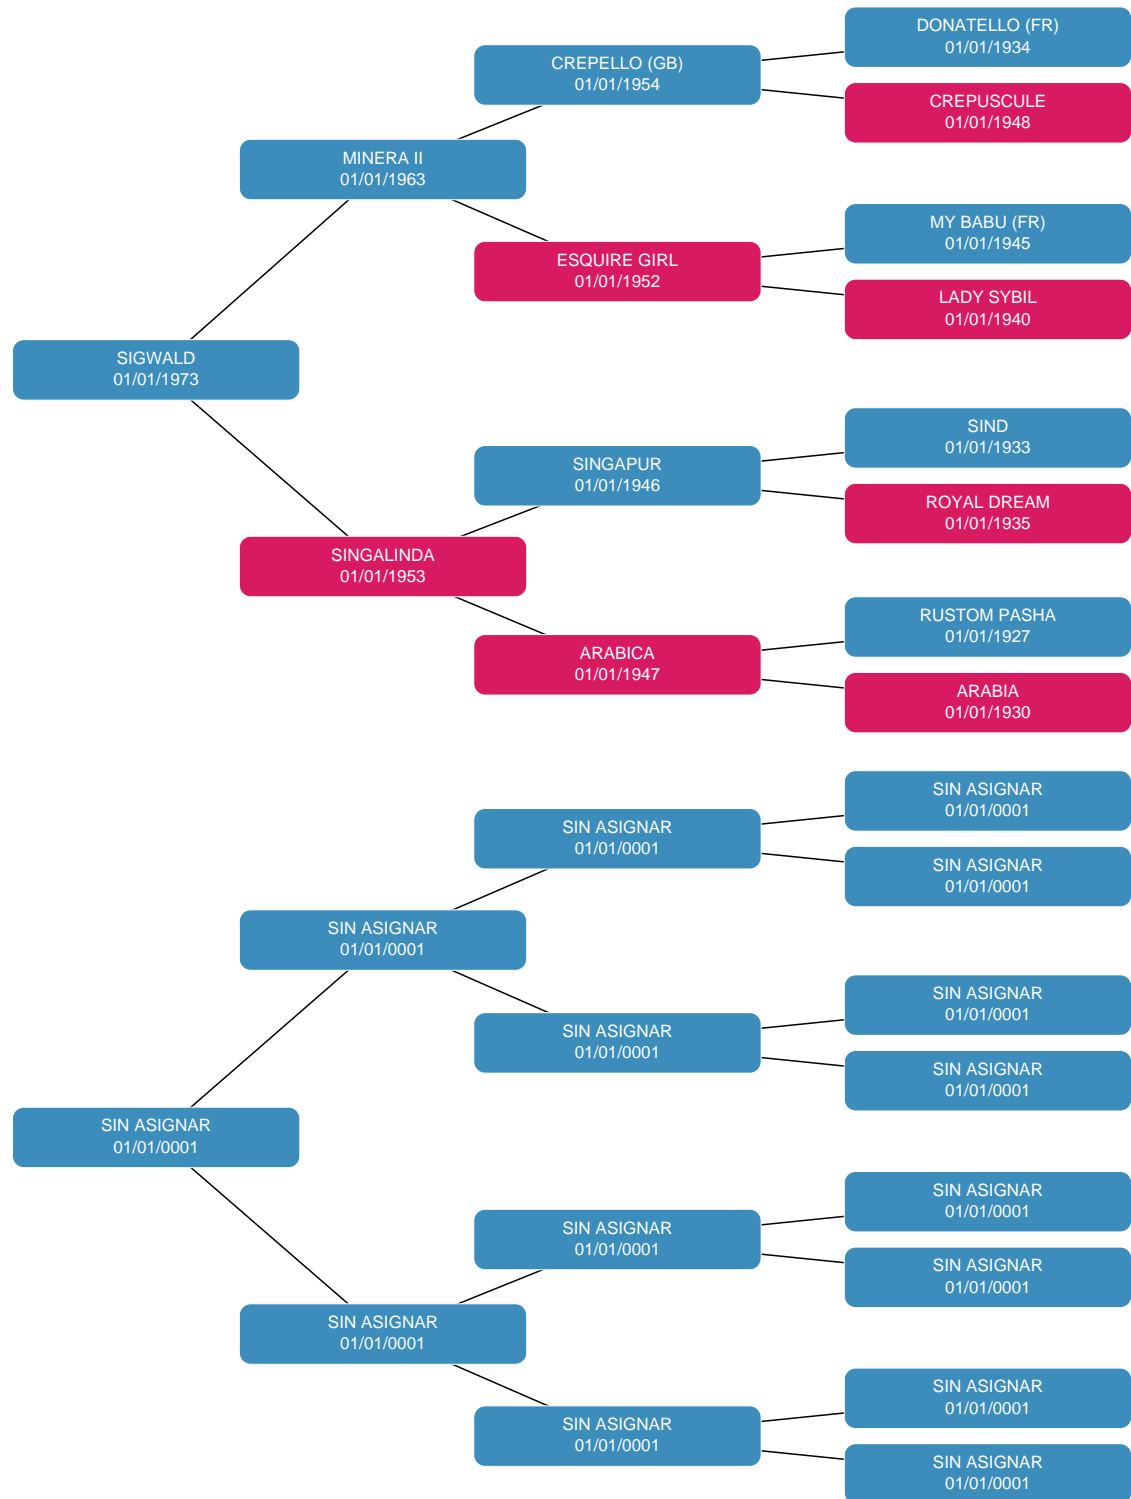 DONATELLO (FR)
01/01/1934
CREPELLO (GB)
01/01/1954
CREPUSCULE
01/01/1948
MINERA II
01/01/1963
MY BABU (FR)
01/01/1945
ESQUIRE GIRL
01/01/1952
LADY SYBIL
01/01/1940
SIGWALD
01/01/1973
SIND
01/01/1933
SINGAPUR
01/01/1946
ROYAL DREAM
01/01/1935
SINGALINDA
01/01/1953
RUSTOM PASHA
01/01/1927
ARABICA
01/01/1947
ARABIA
01/01/1930
SIN ASIGNAR
01/01/0001
SIN ASIGNAR
01/01/0001
SIN ASIGNAR
01/01/0001
SIN ASIGNAR
01/01/0001
SIN ASIGNAR
01/01/0001
SIN ASIGNAR
01/01/0001
SIN ASIGNAR
01/01/0001
SIN ASIGNAR
01/01/0001
SIN ASIGNAR
01/01/0001
SIN ASIGNAR
01/01/0001
SIN ASIGNAR
01/01/0001
SIN ASIGNAR
01/01/0001
SIN ASIGNAR
01/01/0001
SIN ASIGNAR
01/01/0001
SIN ASIGNAR
01/01/0001